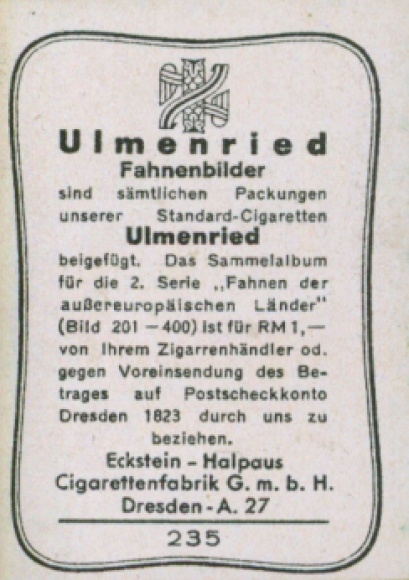 Ulmenried
Fahnenbilder
sind sämtlichen Packungen
unserer Standard-Cigaretten
Ulmenried
beigefügt. Das Sammelalbum
für die 2. Serie „Fahnen der
außereuropäischen Länder"
(Bild 201 — 400) ist für RM 1,—
von Ihrem Zigarrenhändler od.
gegen Voreinsendung des Be-
trages auf Postscheckkonto
Dresden 1823 durch uns zu
beziehen.
Eckstein - Halpaus
Cigarettenfabrik G. m. b. H.
Dresden - A. 27
235